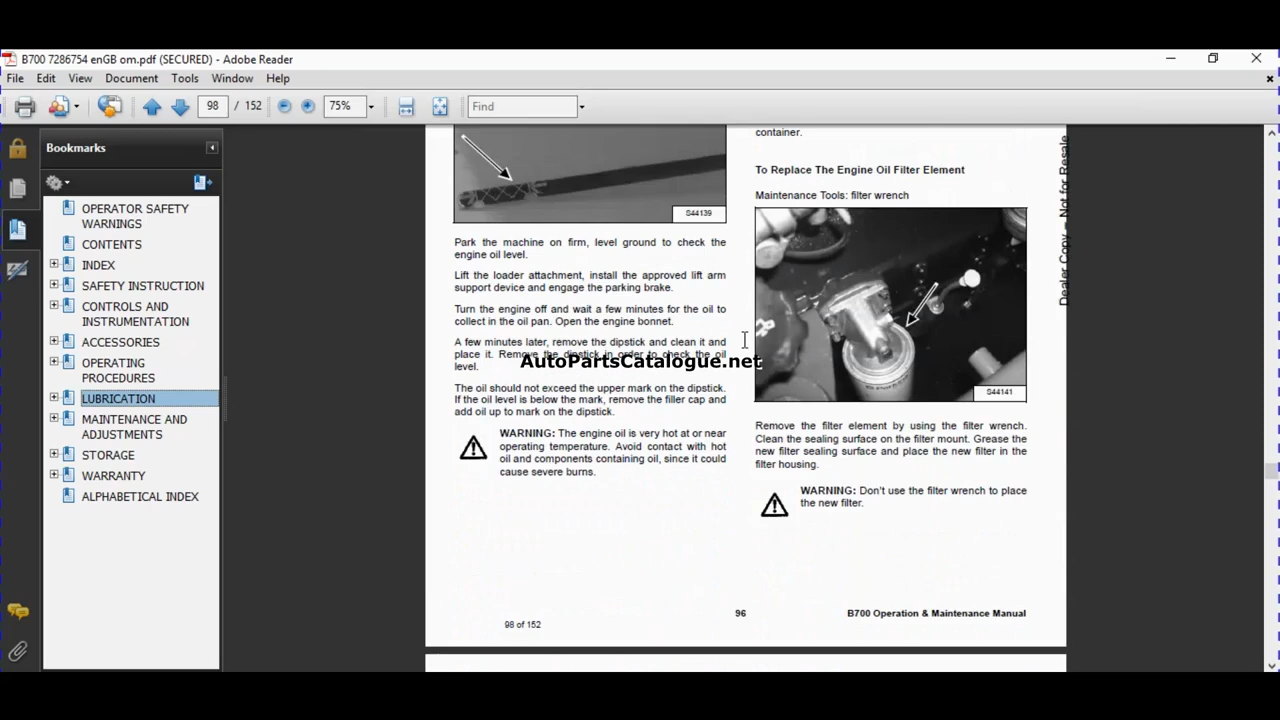 B700 7286754 enGB om.pdf (SECURED) - Adobe Reader
File Edit View Document Tools Window Help
98 / 152 75% Find
Bookmarks
OPERATOR SAFETY
WARNINGS
CONTENTS
INDEX
SAFETY INSTRUCTION
CONTROLS AND
INSTRUMENTATION
ACCESSORIES
OPERATING
PROCEDURES
LUBRICATION
MAINTENANCE AND
ADJUSTMENTS
STORAGE
WARRANTY
ALPHABETICAL INDEX
S44139
Park the machine on firm, level ground to check the
engine oil level.
Lift the loader attachment, install the approved lift arm
support device and engage the parking brake.
Turn the engine off and wait a few minutes for the oil to
collect in the oil pan. Open the engine bonnet.
A few minutes later, remove the dipstick and clean it and
place it. Remove the dipstick in order to check the oil
level.
The oil should not exceed the upper mark on the dipstick.
If the oil level is below the mark, remove the filler cap and
add oil up to mark on the dipstick.
WARNING: The engine oil is very hot at or near
operating temperature. Avoid contact with hot
oil and components containing oil, since it could
cause severe burns.
container.
To Replace The Engine Oil Filter Element
Maintenance Tools: filter wrench
S44141
Remove the filter element by using the filter wrench.
Clean the sealing surface on the filter mount. Grease the
new filter sealing surface and place the new filter in the
filter housing.
WARNING: Don't use the filter wrench to place
the new filter.
Dealer Copy – Not for Resale
AutoPartsCatalogue.net
96
B700 Operation & Maintenance Manual
98 of 152